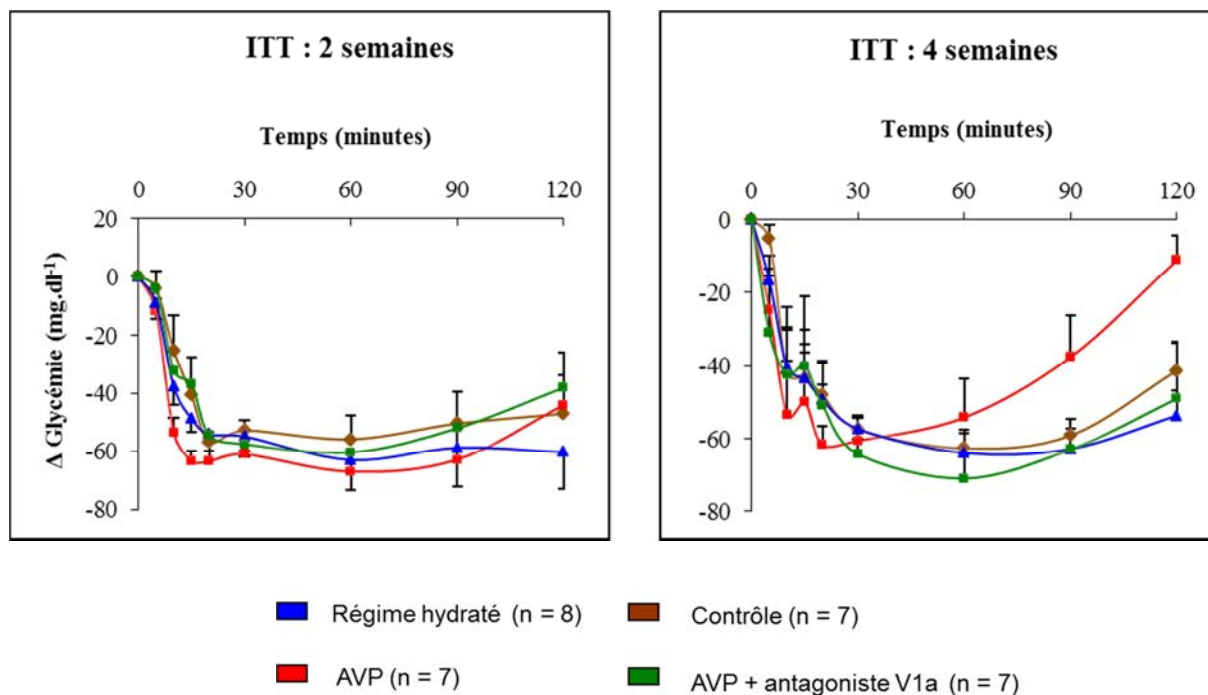 ITT : 2 semaines
Temps (minutes)
0 30 60 90 120
20
0
-20
-40
-60
-80
Δ Glycémie (mg.dl-1)
ITT : 4 semaines
Temps (minutes)
0 30 60 90 120
0
-20
-40
-60
-80
Régime hydraté (n = 8)
Contrôle (n = 7)
AVP (n = 7)
AVP + antagoniste V1a (n = 7)